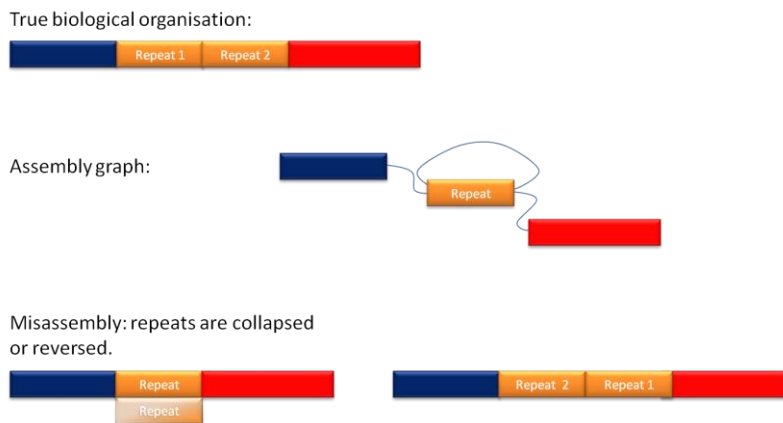 True biological organisation:
Repeat 1 Repeat 2
Assembly graph:
Repeat
Misassembly: repeats are collapsed
or reversed.
Repeat Repeat 2 Repeat 1
Repeat